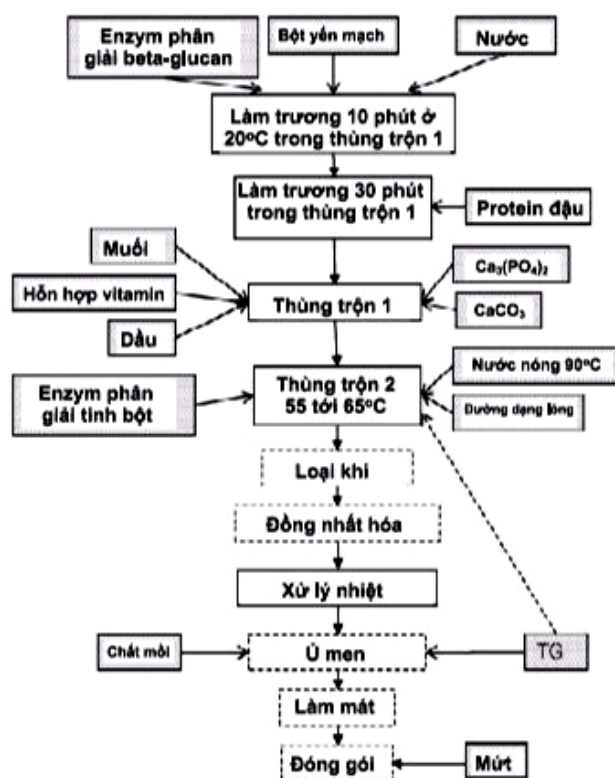 Enzym phân
giải beta-glucan
Bột yến mạch
Nước
Làm trương 10 phút ở
20ºC trong thùng trộn 1
Làm trương 30 phút
trong thùng trộn 1
Protein đậu
Muối
Hỗn hợp vitamin
Dầu
Thùng trộn 1
Ca₃(PO₄)₂
CaCO₃
Enzym phân
giải tinh bột
Thùng trộn 2
55 tới 65ºC
Nước nóng 90ºC
Đường dạng lỏng
Loại khí
Đồng nhất hóa
Xử lý nhiệt
Chất mồi
Ủ men
TG
Làm mát
Đóng gói
Mứt